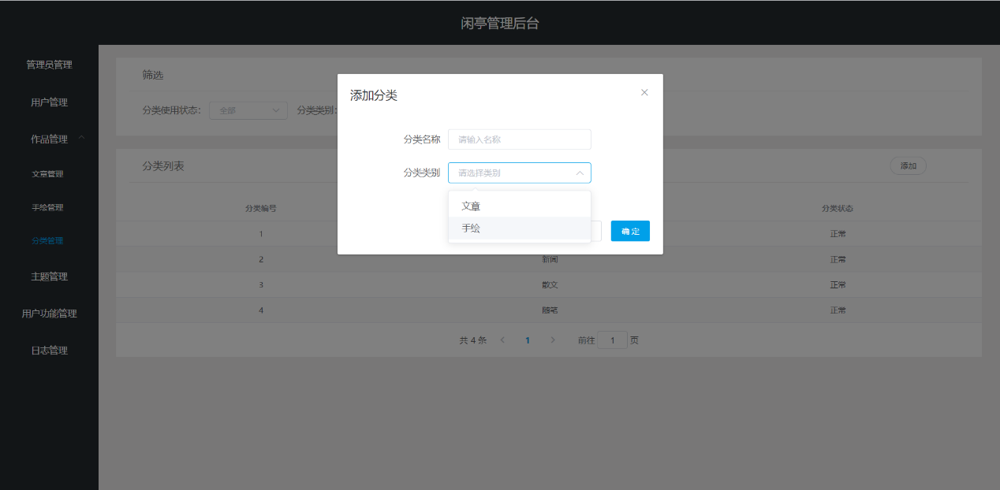 闲亭管理后台
管理员管理
用户管理
作品管理
文章管理
手绘管理
分类管理
主题管理
用户功能管理
日志管理
筛选
分类使用状态: 全部 分类类别:
分类列表 添加
分类编号 分类状态
1 正常
2 新闻 正常
3 散文 正常
4 随笔 正常
共 4 条 1 前往 1 页
添加分类
分类名称 请输入名称
分类类别 请选择类别
文章
手绘
确 定